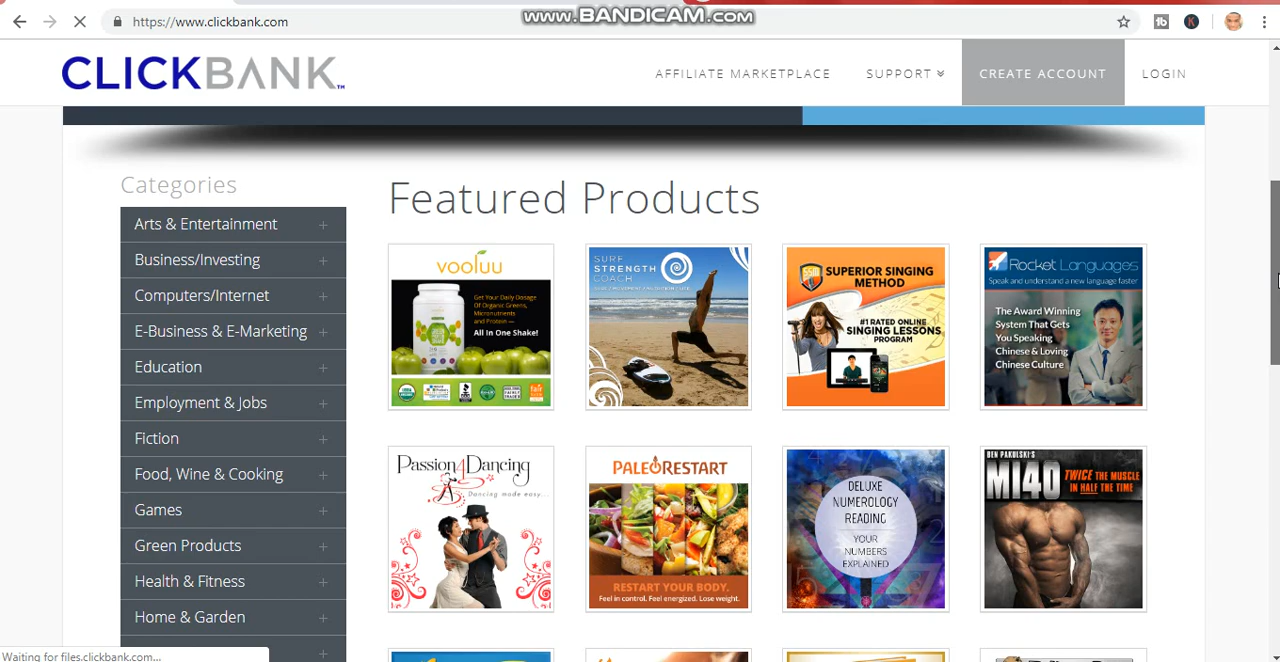 www.BANDICAM.com
https://www.clickbank.com
CLICKBANK™
AFFILIATE MARKETPLACE
SUPPORT
CREATE ACCOUNT
LOGIN
Categories
Arts & Entertainment +
Business/Investing +
Computers/Internet +
E-Business & E-Marketing +
Education +
Employment & Jobs +
Fiction +
Food, Wine & Cooking +
Games +
Green Products +
Health & Fitness +
Home & Garden +
+
Featured Products
vooluu
Get Your Daily Dosage
Of Organic Greens,
Micronutrients
and Protein —
All In One Shake!
SURF
STRENGTH
COACH
SSM
SUPERIOR SINGING
METHOD
#1 RATED ONLINE
SINGING LESSONS
PROGRAM
Rocket Languages
Speak and understand a new language faster
The Award Winning
System That Gets
You Speaking
Chinese & Loving
Chinese Culture
Passion4Dancing
Dancing made easy...
PALEORESTART
RESTART YOUR BODY.
Feel in control. Feel energized. Lose weight.
DELUXE
NUMEROLOGY
READING
YOUR
NUMBERS
EXPLAINED
BEN PAKULSKI'S
MI40
TWICE THE MUSCLE
IN HALF THE TIME
Waiting for files.clickbank.com...